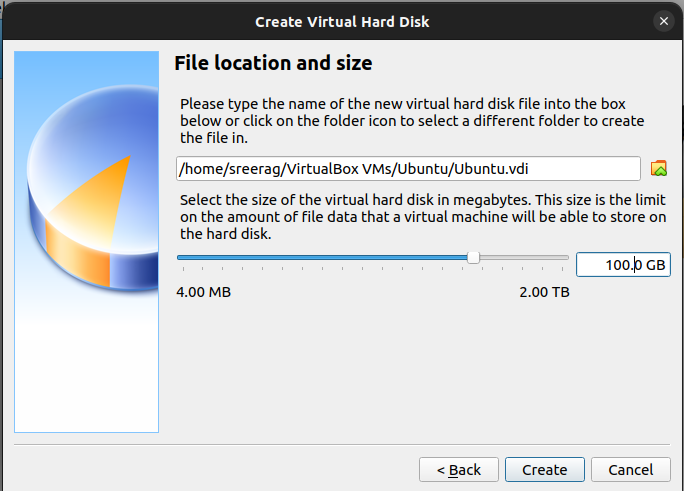 Create Virtual Hard Disk
File location and size
Please type the name of the new virtual hard disk file into the box
below or click on the folder icon to select a different folder to create
the file in.
/home/sreerag/VirtualBox VMs/Ubuntu/Ubuntu.vdi
Select the size of the virtual hard disk in megabytes. This size is the limit
on the amount of file data that a virtual machine will be able to store on
the hard disk.
100.0 GB
4.00 MB
2.00 TB
< Back
Create
Cancel